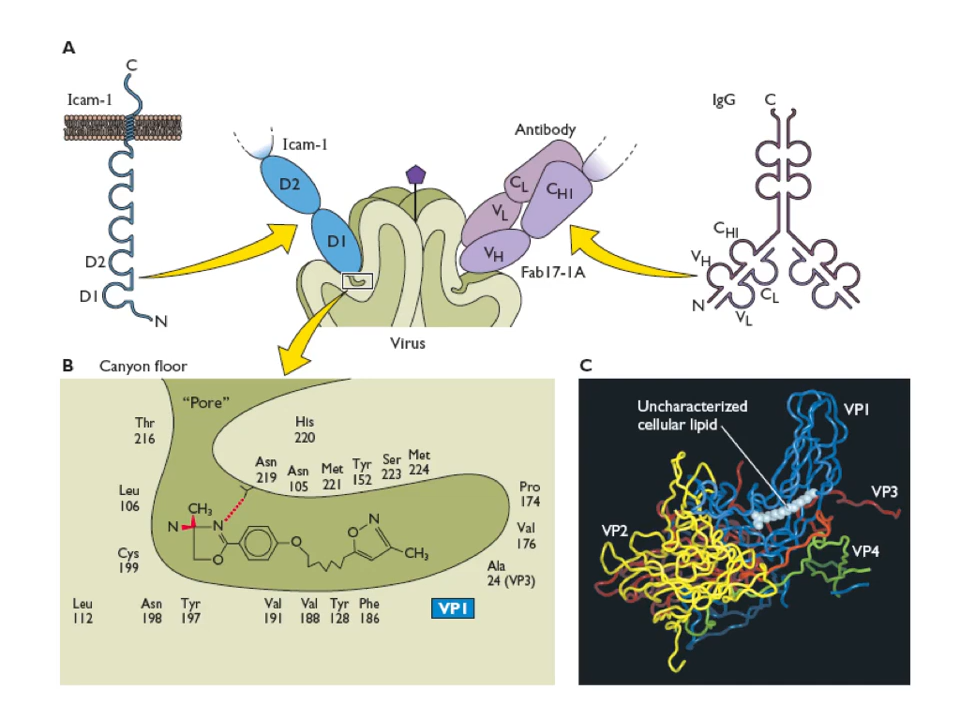 A
C
Icam-1
D2
D1
N
Icam-1
D2
D1
Antibody
CL
CHI
VL
VH
Fab17-1A
Virus
IgG
C
CHI
VH
N
CL
VL
B Canyon floor
"Pore"
Thr
216
His
220
Asn
219
Asn
105
Met
221
Tyr
152
Ser
223
Met
224
Pro
174
Leu
106
Val
176
Cys
199
Ala
24 (VP3)
CH3
N
N
O
O
O
N
CH3
Leu
112
Asn
198
Tyr
197
Val
191
Val
188
Tyr
128
Phe
186
VP1
C
Uncharacterized
cellular lipid
VP1
VP3
VP2
VP4